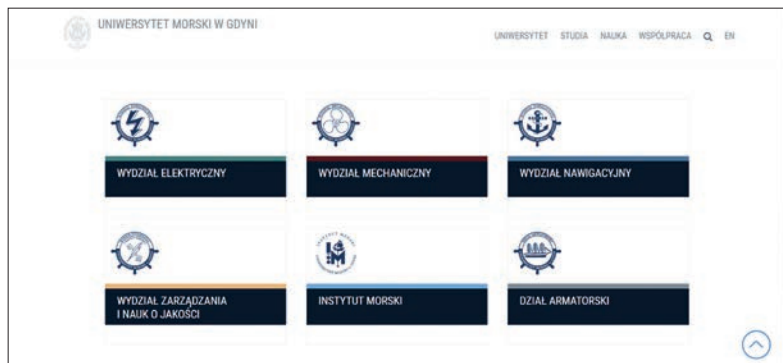 UNIWERSYTET MORSKI W GDYNI
UNIWERSYTET STUDIA NAUKA WSPÓŁPRACA EN
WYDZIAŁ ELEKTRYCZNY
WYDZIAŁ MECHANICZNY
WYDZIAŁ NAWIGACYJNY
WYDZIAŁ ZARZĄDZANIA
I NAUK O JAKOŚCI
INSTYTUT MORSKI
DZIAŁ ARMATORSKI